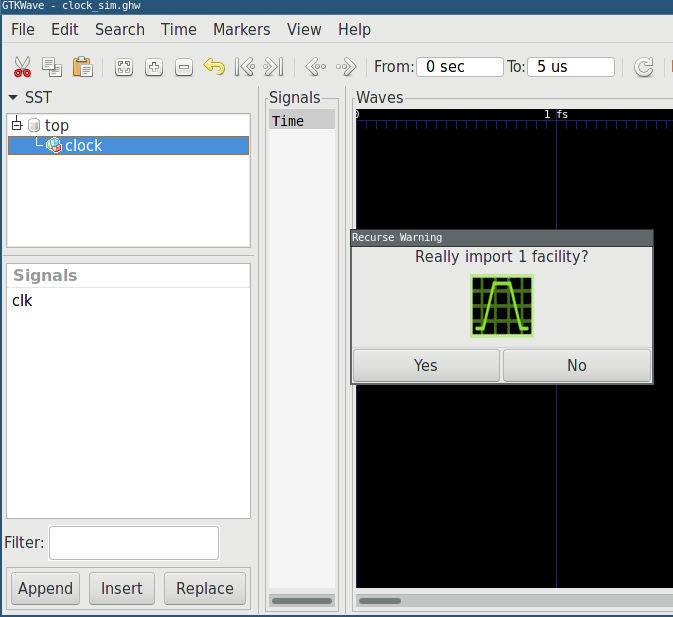 GTKWave - clock_sim.ghw
File Edit Search Time Markers View Help
From: 0 sec To: 5 us
SST
top
clock
Signals
clk
Filter:
Append Insert Replace
Signals
Time
Waves
0 1 fs
Recurse Warning
Really import 1 facility?
Yes No